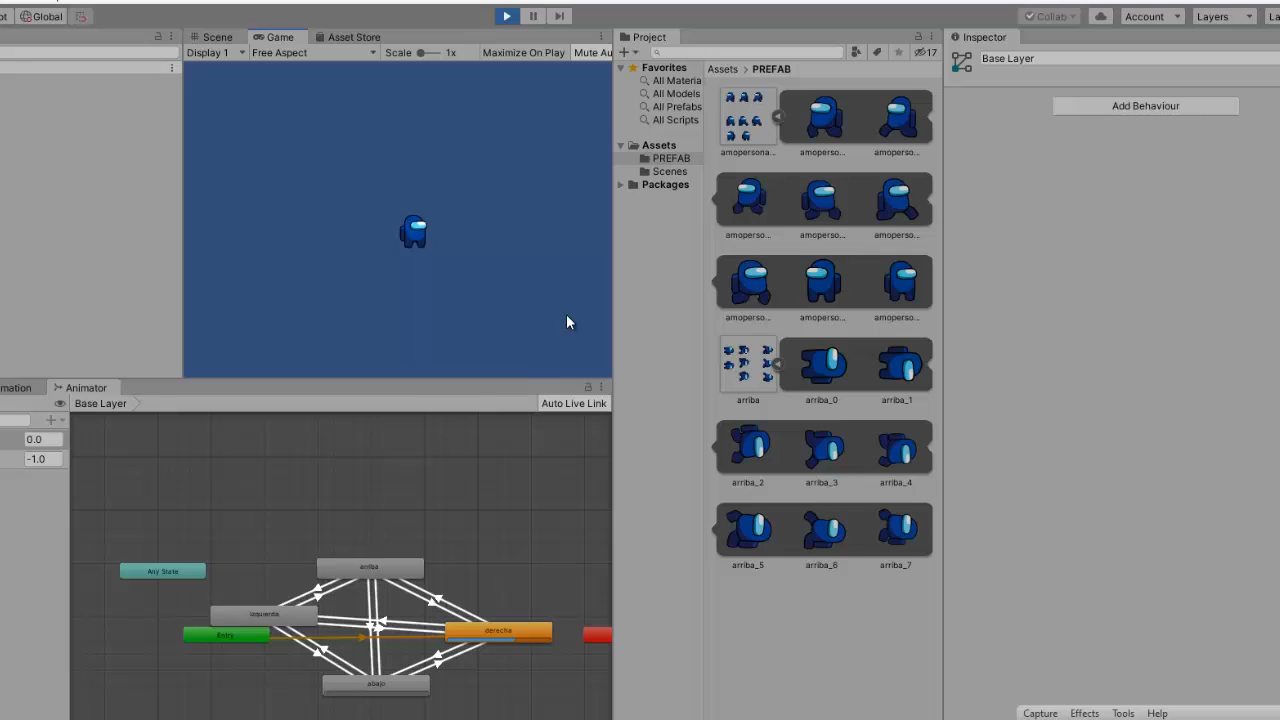 ot Global Collab Account Layers La
Scene Game Asset Store
Display 1 Free Aspect Scale 1x Maximize On Play Mute Au
Project
17
Favorites
All Materia
All Models
All Prefabs
All Scripts
Assets
PREFAB
Scenes
Packages
Assets > PREFAB
amopersona...
amoperso...
amoperso...
amoperso...
amoperso...
amoperso...
amoperso...
amoperso...
amoperso...
arriba
arriba_0
arriba_1
arriba_2
arriba_3
arriba_4
arriba_5
arriba_6
arriba_7
Inspector
Base Layer
Add Behaviour
mation Animator
Base Layer Auto Live Link
0.0
-1.0
Any State
arriba
izquierda
Entry
derecha
abajo
Capture Effects Tools Help